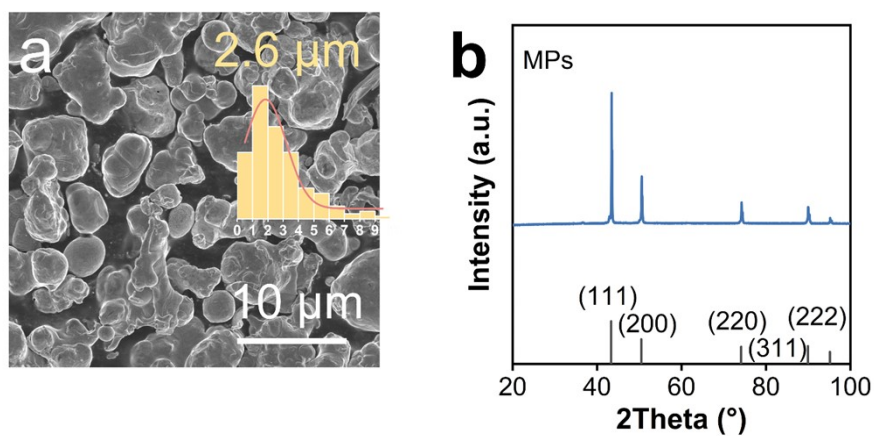 a
2.6 μm
0 1 2 3 4 5 6 7 8 9
10 μm
b
MPs
Intensity (a.u.)
(111)
(200)
(220)
(311)
(222)
20 40 60 80 100
2Theta (°)